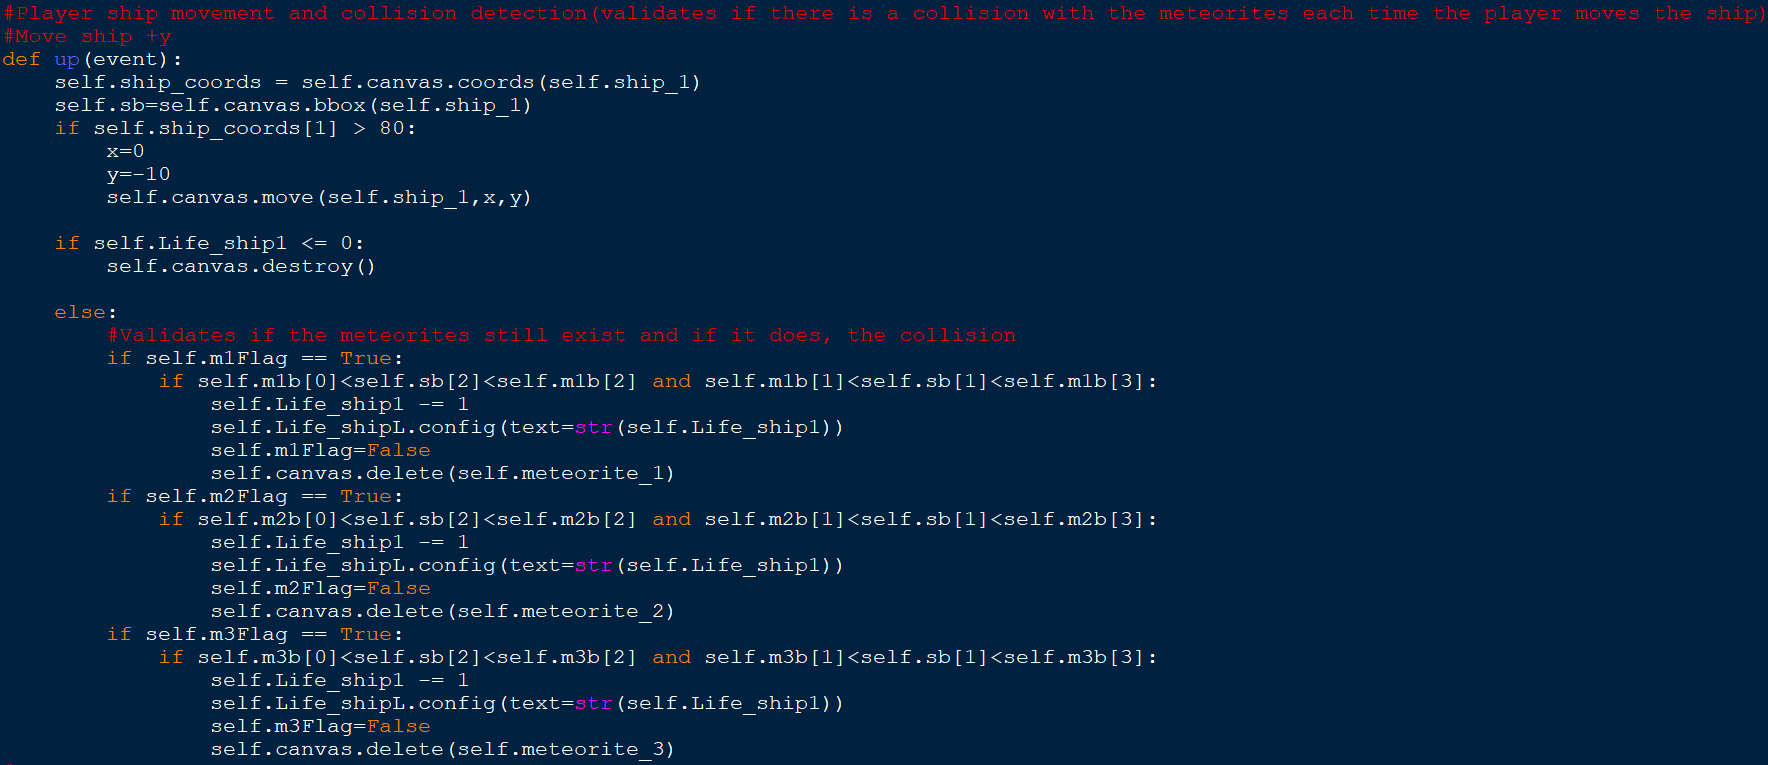 #Player ship movement and collision detection(validates if there is a collision with the meteorites each time the player moves the ship)
#Move ship +y
def up(event):
    self.ship_coords = self.canvas.coords(self.ship_1)
    self.sb=self.canvas.bbox(self.ship_1)
    if self.ship_coords[1] > 80:
        x=0
        y=-10
        self.canvas.move(self.ship_1,x,y)

    if self.Life_ship1 <= 0:
        self.canvas.destroy()

    else:
        #Validates if the meteorites still exist and if it does, the collision
        if self.m1Flag == True:
            if self.m1b[0]<self.sb[2]<self.m1b[2] and self.m1b[1]<self.sb[1]<self.m1b[3]:
                self.Life_ship1 -= 1
                self.Life_shipL.config(text=str(self.Life_ship1))
                self.m1Flag=False
                self.canvas.delete(self.meteorite_1)
        if self.m2Flag == True:
            if self.m2b[0]<self.sb[2]<self.m2b[2] and self.m2b[1]<self.sb[1]<self.m2b[3]:
                self.Life_ship1 -= 1
                self.Life_shipL.config(text=str(self.Life_ship1))
                self.m2Flag=False
                self.canvas.delete(self.meteorite_2)
        if self.m3Flag == True:
            if self.m3b[0]<self.sb[2]<self.m3b[2] and self.m3b[1]<self.sb[1]<self.m3b[3]:
                self.Life_ship1 -= 1
                self.Life_shipL.config(text=str(self.Life_ship1))
                self.m3Flag=False
                self.canvas.delete(self.meteorite_3)